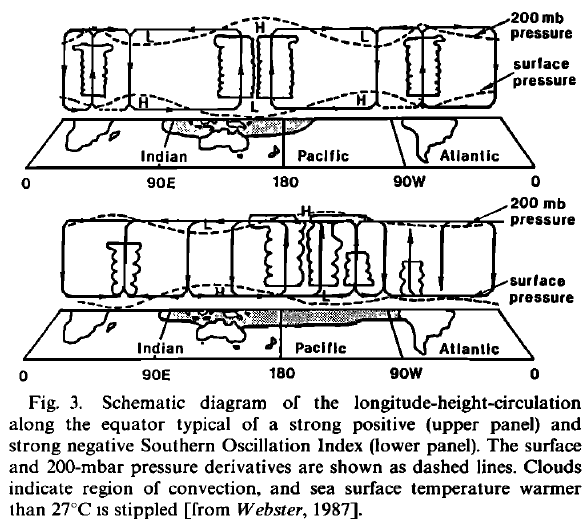 H
L
L
200 mb
pressure
surface
pressure
H
L
H
Indian
Pacific
Atlantic
0
90E
180
90W
0
H
L
200 mb
pressure
H
L
surface
pressure
Indian
Pacific
Atlantic
0
90E
180
90W
0
Fig. 3. Schematic diagram of the longitude-height-circulation
along the equator typical of a strong positive (upper panel) and
strong negative Southern Oscillation Index (lower panel). The surface
and 200-mbar pressure derivatives are shown as dashed lines. Clouds
indicate region of convection, and sea surface temperature warmer
than 27°C is stippled [from Webster, 1987].